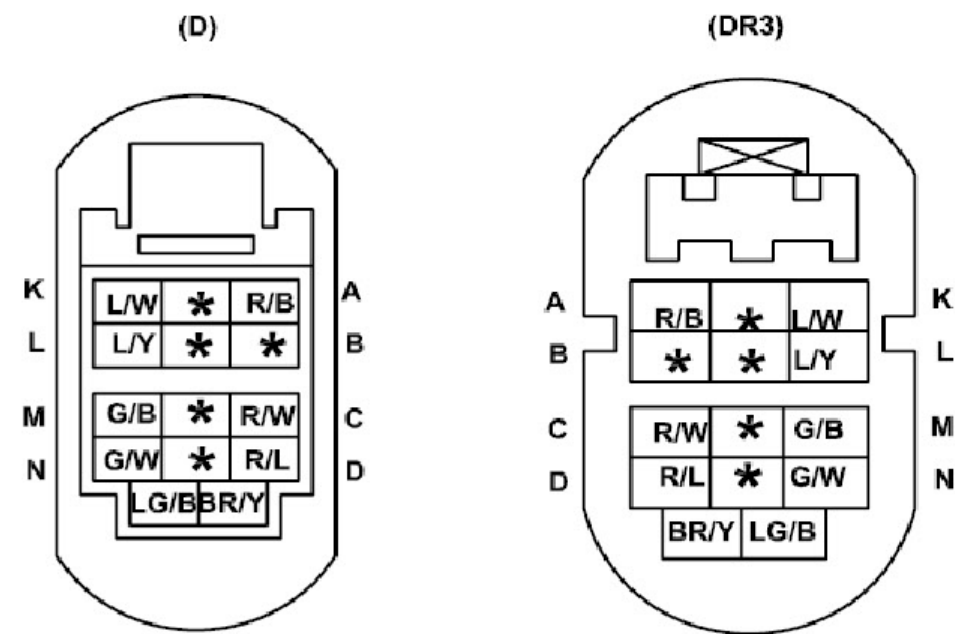 (D) (DR3)
K L/W * R/B A A R/B * L/W K
L L/Y * * B B * * L/Y L
M G/B * R/W C C R/W * G/B M
N G/W * R/L D D R/L * G/W N
LG/B BR/Y BR/Y LG/B